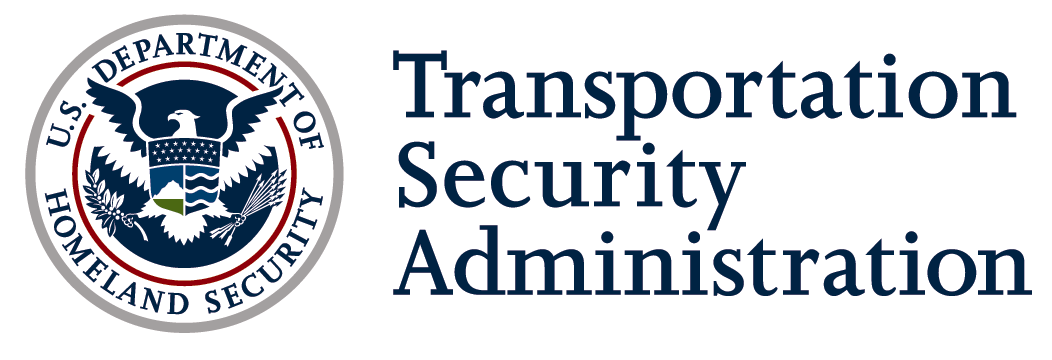 U.S. DEPARTMENT OF
HOMELAND SECURITY
Transportation
Security
Administration